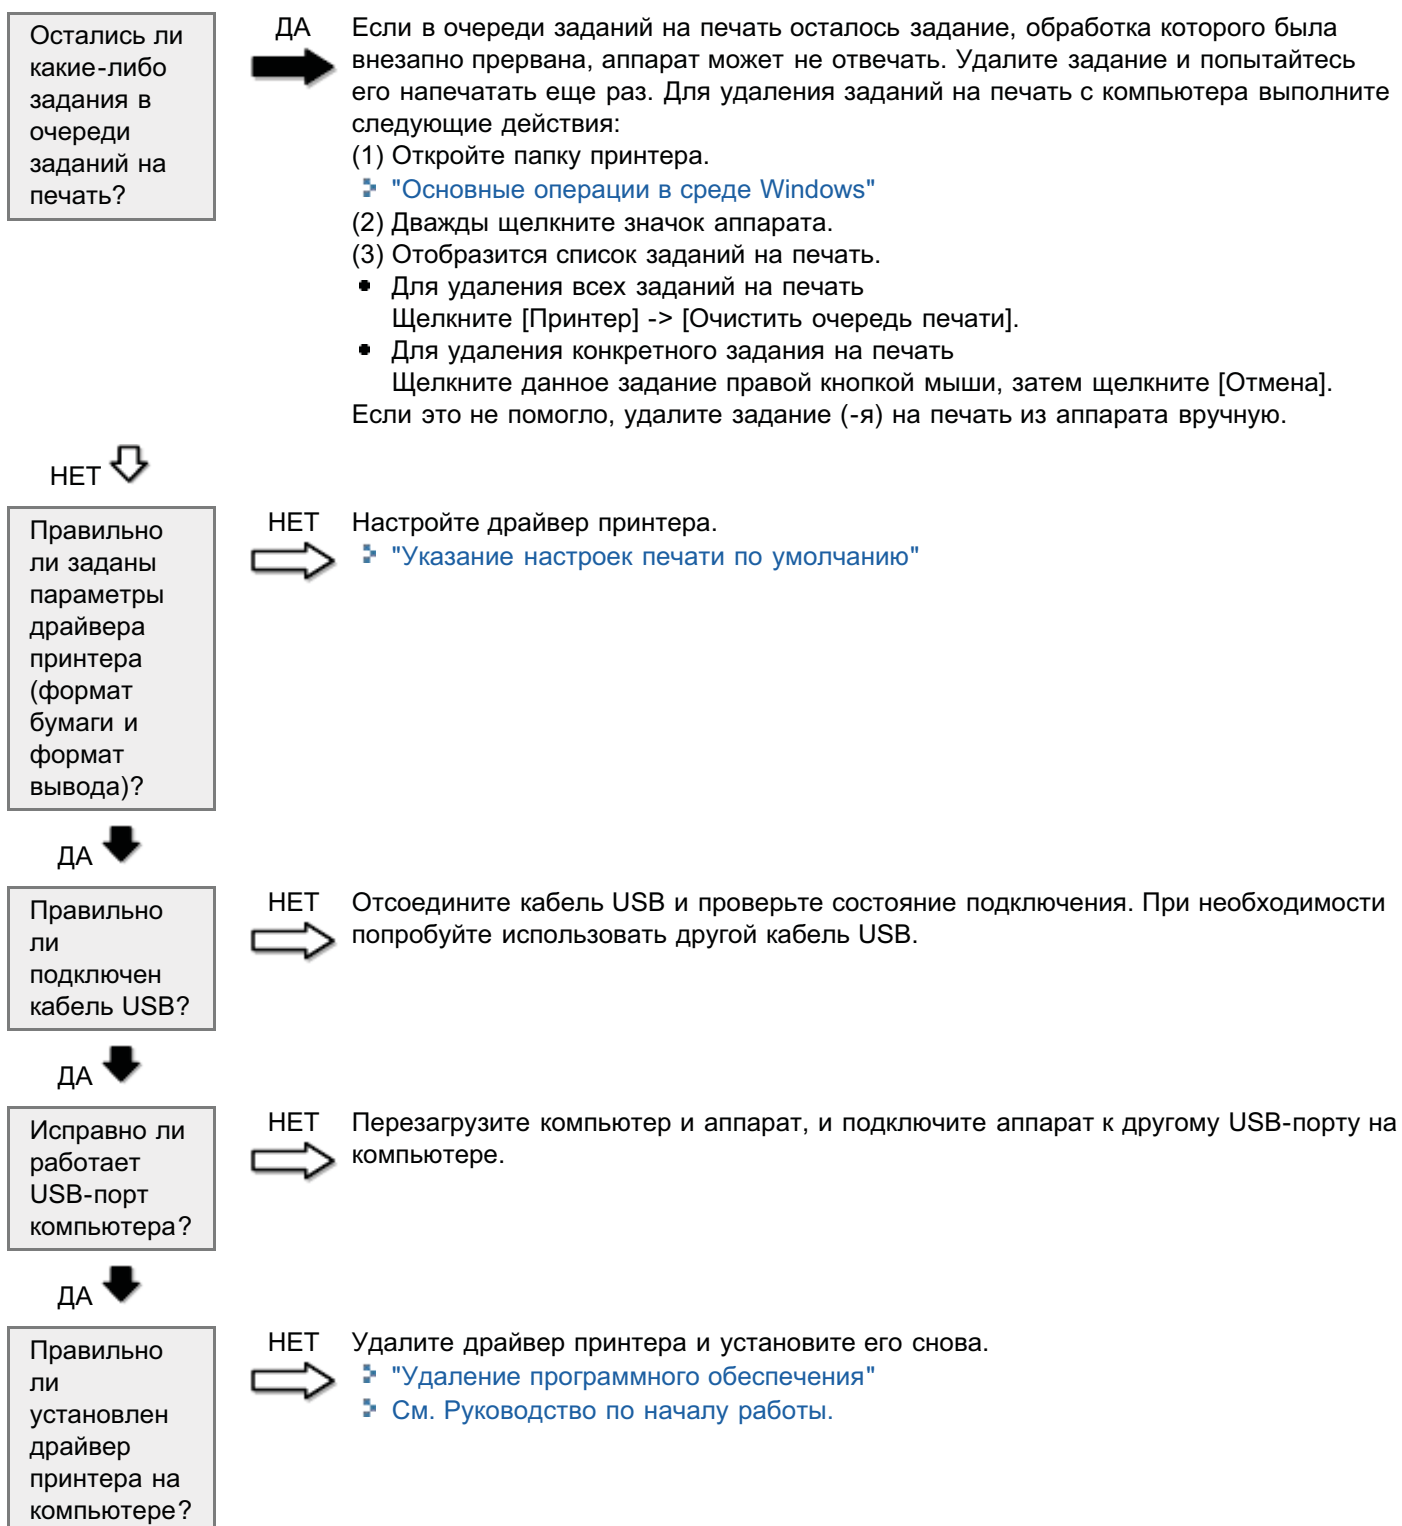 Остались ли
какие-либо
задания в
очереди
заданий на
печать?
ДА
Если в очереди заданий на печать осталось задание, обработка которого была
внезапно прервана, аппарат может не отвечать. Удалите задание и попытайтесь
его напечатать еще раз. Для удаления заданий на печать с компьютера выполните
следующие действия:
(1) Откройте папку принтера.
"Основные операции в среде Windows"
(2) Дважды щелкните значок аппарата.
(3) Отобразится список заданий на печать.
• Для удаления всех заданий на печать
Щелкните [Принтер] -> [Очистить очередь печати].
• Для удаления конкретного задания на печать
Щелкните данное задание правой кнопкой мыши, затем щелкните [Отмена].
Если это не помогло, удалите задание (-я) на печать из аппарата вручную.
НЕТ
Правильно
ли заданы
параметры
драйвера
принтера
(формат
бумаги и
формат
вывода)?
НЕТ
Настройте драйвер принтера.
"Указание настроек печати по умолчанию"
ДА
Правильно
ли
подключен
кабель USB?
НЕТ
Отсоедините кабель USB и проверьте состояние подключения. При необходимости
попробуйте использовать другой кабель USB.
ДА
Исправно ли
работает
USB-порт
компьютера?
НЕТ
Перезагрузите компьютер и аппарат, и подключите аппарат к другому USB-порту на
компьютере.
ДА
Правильно
ли
установлен
драйвер
принтера на
компьютере?
НЕТ
Удалите драйвер принтера и установите его снова.
"Удаление программного обеспечения"
См. Руководство по началу работы.